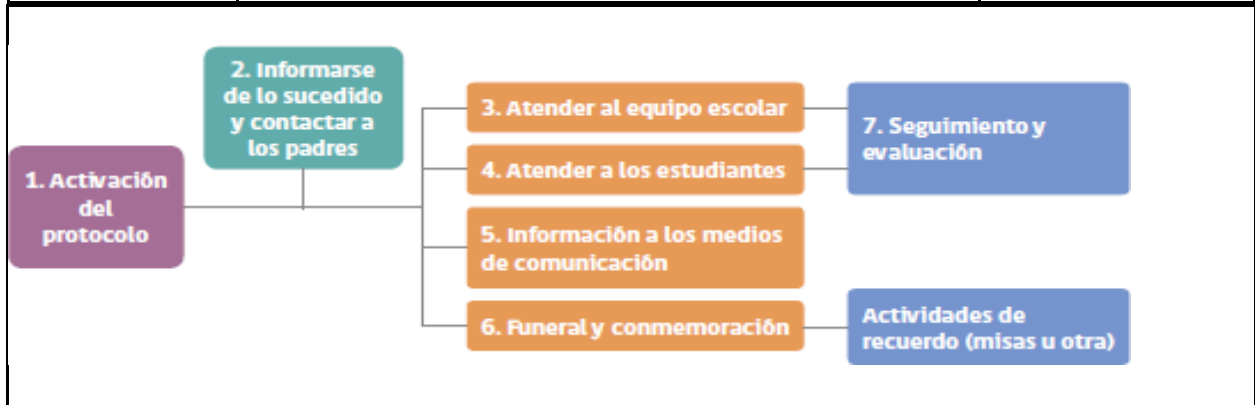 1. Activación
del
protocolo
2. Informarse
de lo sucedido
y contactar a
los padres
3. Atender al equipo escolar
4. Atender a los estudiantes
5. Información a los medios
de comunicación
6. Funeral y conmemoración
7. Seguimiento y
evaluación
Actividades de
recuerdo (misas u otra)